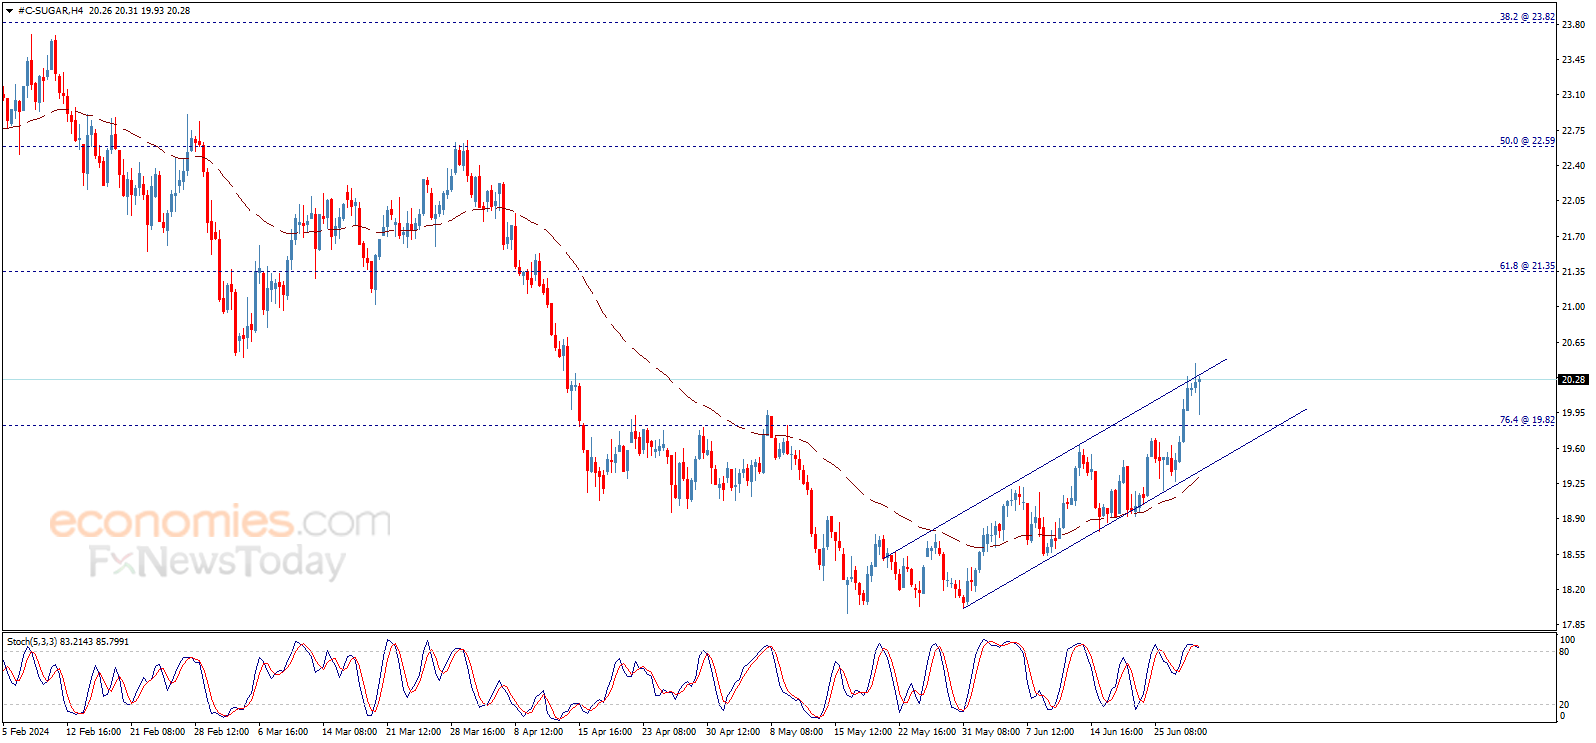 #C-SUGAR,H4 20.26 20.31 19.93 20.28
38.2 @ 23.82
23.80
23.45
23.10
22.75
50.0 @ 22.59
22.40
22.05
21.70
61.8 @ 21.35
21.35
21.00
20.65
20.28
19.95
76.4 @ 19.82
19.60
19.25
18.90
18.55
18.20
17.85
economies.com
FxNewsToday
Stoch(5,3,3) 83.2143 85.7991
100
80
20
0
5 Feb 2024
12 Feb 16:00
21 Feb 08:00
28 Feb 12:00
6 Mar 16:00
14 Mar 08:00
21 Mar 12:00
28 Mar 16:00
8 Apr 12:00
15 Apr 16:00
23 Apr 08:00
30 Apr 12:00
8 May 08:00
15 May 12:00
22 May 16:00
31 May 08:00
7 Jun 12:00
14 Jun 16:00
25 Jun 08:00